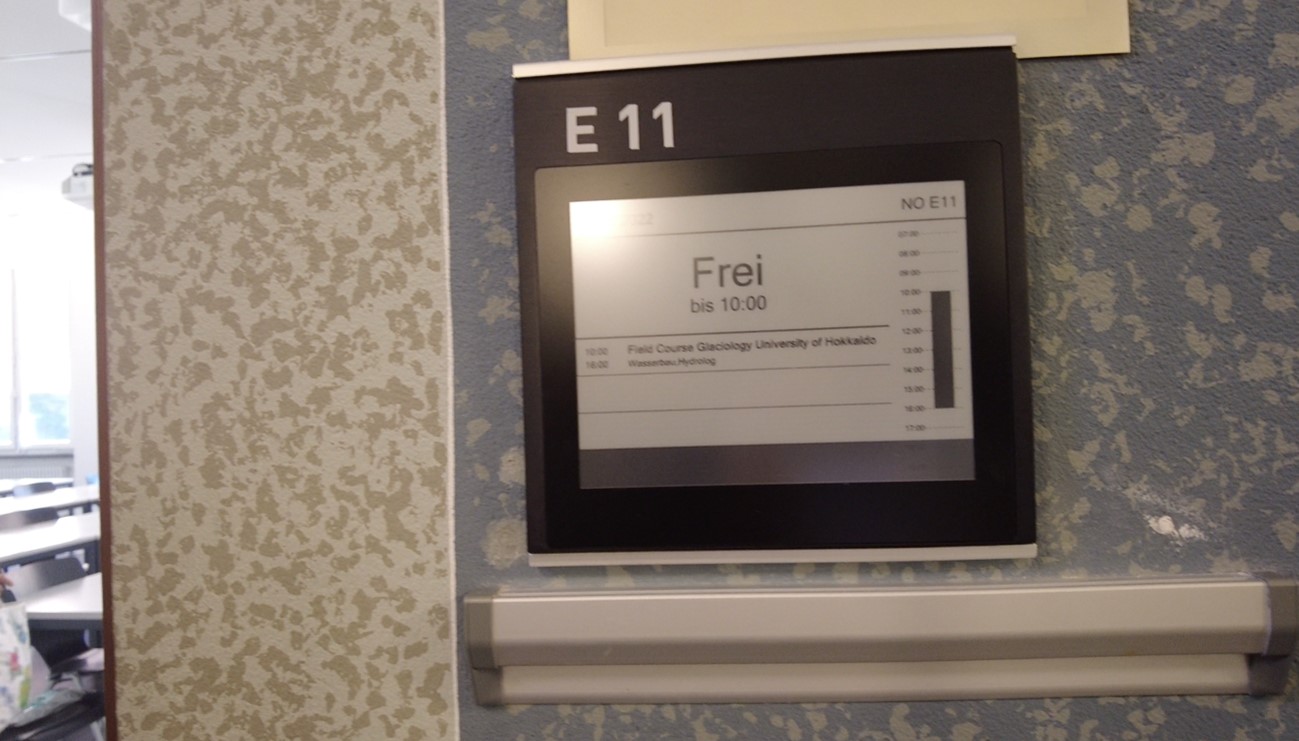 E 11
NO E11
Frei
bis 10:00
10:00 Field Course Glaciology University of Hokkaido
16:00 Wasserbau,Hydrolog
07:00
08:00
09:00
10:00
11:00
12:00
13:00
14:00
15:00
16:00
17:00